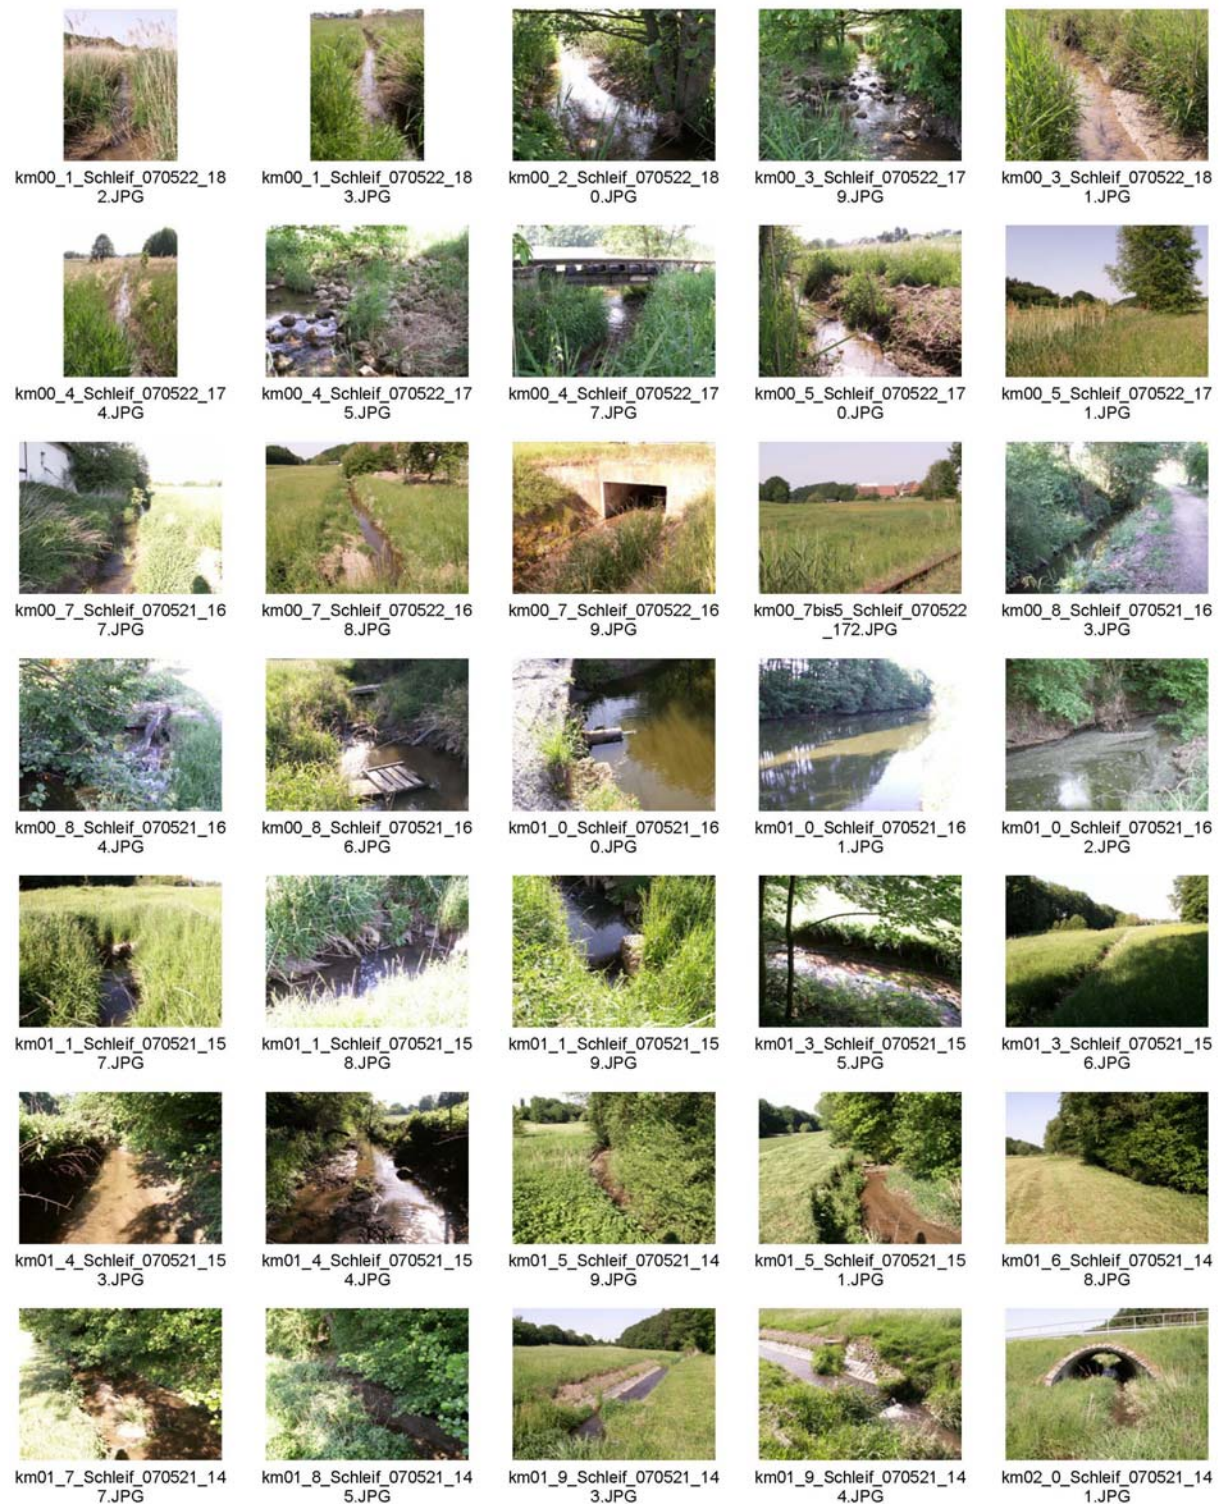 km00_1_Schleif_070522_18
2.JPG
km00_1_Schleif_070522_18
3.JPG
km00_2_Schleif_070522_18
0.JPG
km00_3_Schleif_070522_17
9.JPG
km00_3_Schleif_070522_18
1.JPG
km00_4_Schleif_070522_17
4.JPG
km00_4_Schleif_070522_17
5.JPG
km00_4_Schleif_070522_17
7.JPG
km00_5_Schleif_070522_17
0.JPG
km00_5_Schleif_070522_17
1.JPG
km00_7_Schleif_070521_16
7.JPG
km00_7_Schleif_070522_16
8.JPG
km00_7_Schleif_070522_16
9.JPG
km00_7bis5_Schleif_070522
_172.JPG
km00_8_Schleif_070521_16
3.JPG
km00_8_Schleif_070521_16
4.JPG
km00_8_Schleif_070521_16
6.JPG
km01_0_Schleif_070521_16
0.JPG
km01_0_Schleif_070521_16
1.JPG
km01_0_Schleif_070521_16
2.JPG
km01_1_Schleif_070521_15
7.JPG
km01_1_Schleif_070521_15
8.JPG
km01_1_Schleif_070521_15
9.JPG
km01_3_Schleif_070521_15
5.JPG
km01_3_Schleif_070521_15
6.JPG
km01_4_Schleif_070521_15
3.JPG
km01_4_Schleif_070521_15
4.JPG
km01_5_Schleif_070521_14
9.JPG
km01_5_Schleif_070521_15
1.JPG
km01_6_Schleif_070521_14
8.JPG
km01_7_Schleif_070521_14
7.JPG
km01_8_Schleif_070521_14
5.JPG
km01_9_Schleif_070521_14
3.JPG
km01_9_Schleif_070521_14
4.JPG
km02_0_Schleif_070521_14
1.JPG